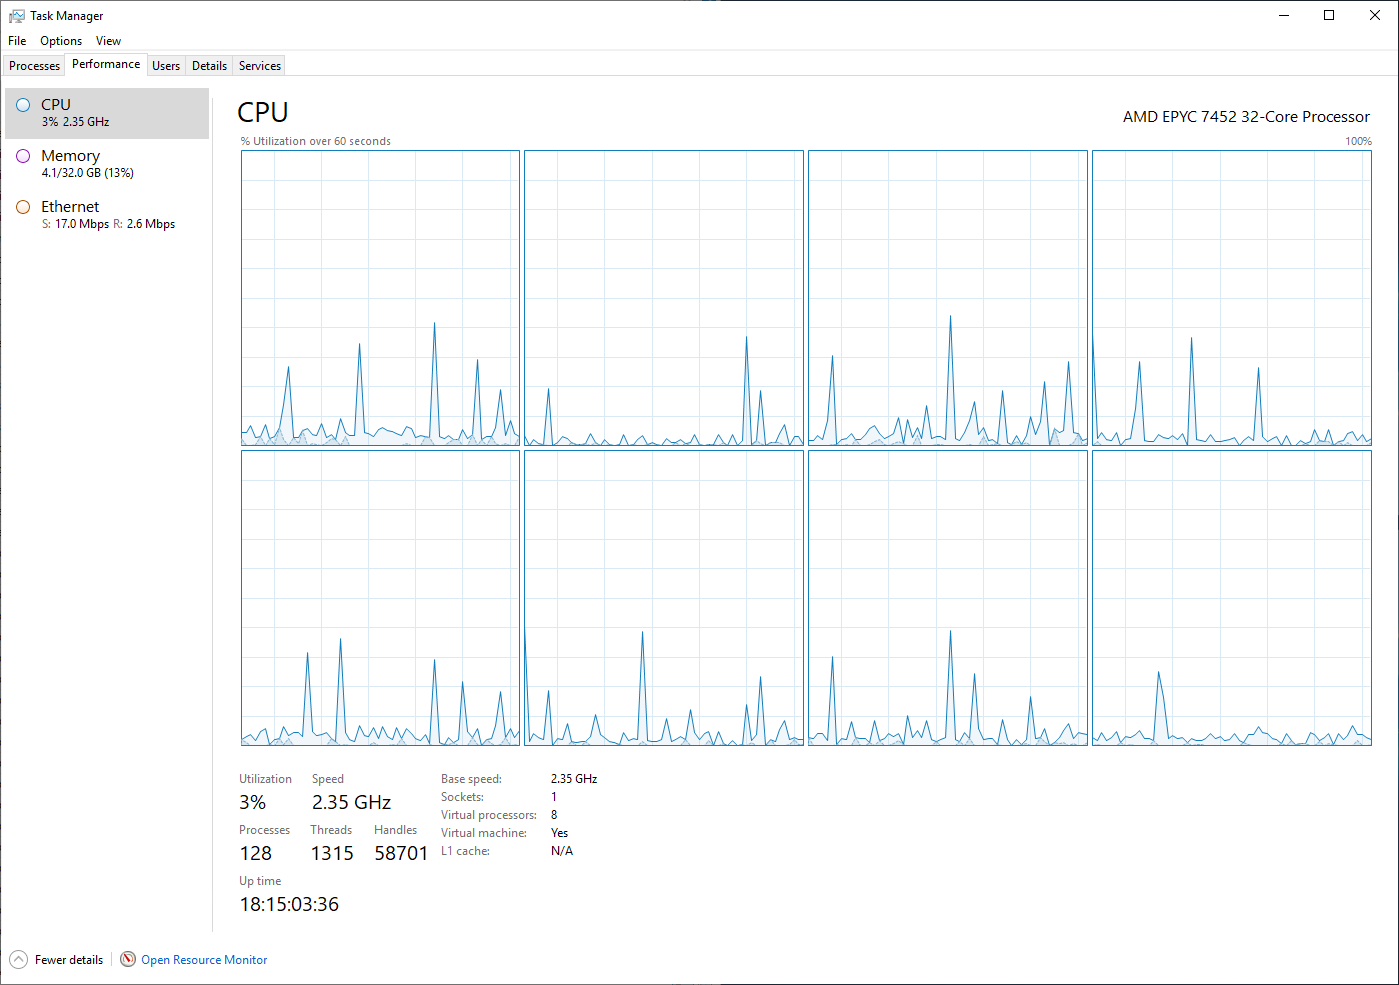 Task Manager
File Options View
Processes Performance Users Details Services
CPU
3% 2.35 GHz
Memory
4.1/32.0 GB (13%)
Ethernet
S: 17.0 Mbps R: 2.6 Mbps
CPU
AMD EPYC 7452 32-Core Processor
% Utilization over 60 seconds
100%
Utilization Speed
3% 2.35 GHz
Processes Threads Handles
128 1315 58701
Up time
18:15:03:36
Base speed: 2.35 GHz
Sockets: 1
Virtual processors: 8
Virtual machine: Yes
L1 cache: N/A
Fewer details
Open Resource Monitor